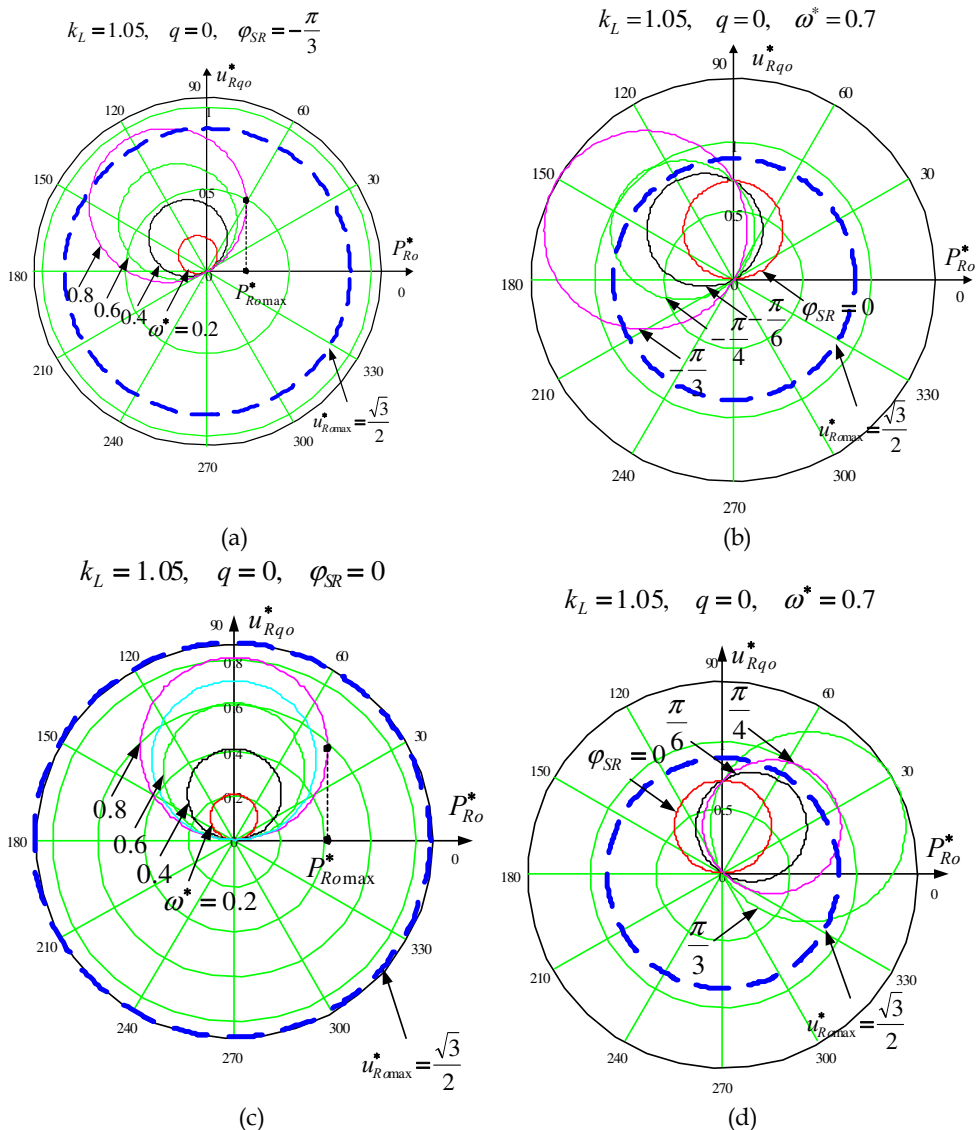 k_L = 1.05, q = 0, φ_SR = −π/3
u*_Rqo
90
120
60
1
150
30
0.5
P*_Ro
180
0
0
0.8
0.6
0.4
ω* = 0.2
P*_Romax
210
330
240
300
270
u*_Romax = √3/2
(a)
k_L = 1.05, q = 0, ω* = 0.7
u*_Rqo
90
120
60
1
150
30
0.5
P*_Ro
180
0
0
φ_SR = 0
−π/6
−π/4
−π/3
210
330
u*_Romax = √3/2
240
300
270
(b)
k_L = 1.05, q = 0, φ_SR = 0
u*_Rqo
90
120
60
0.8
0.6
150
30
0.4
0.2
P*_Ro
180
0
0
0.8
0.6
0.4
ω* = 0.2
P*_Romax
210
330
240
300
270
u*_Romax = √3/2
(c)
k_L = 1.05, q = 0, ω* = 0.7
u*_Rqo
90
120
60
π/6
π/4
φ_SR = 0
1
150
30
0.5
P*_Ro
180
0
0
π/3
210
330
u*_Romax = √3/2
240
300
270
(d)